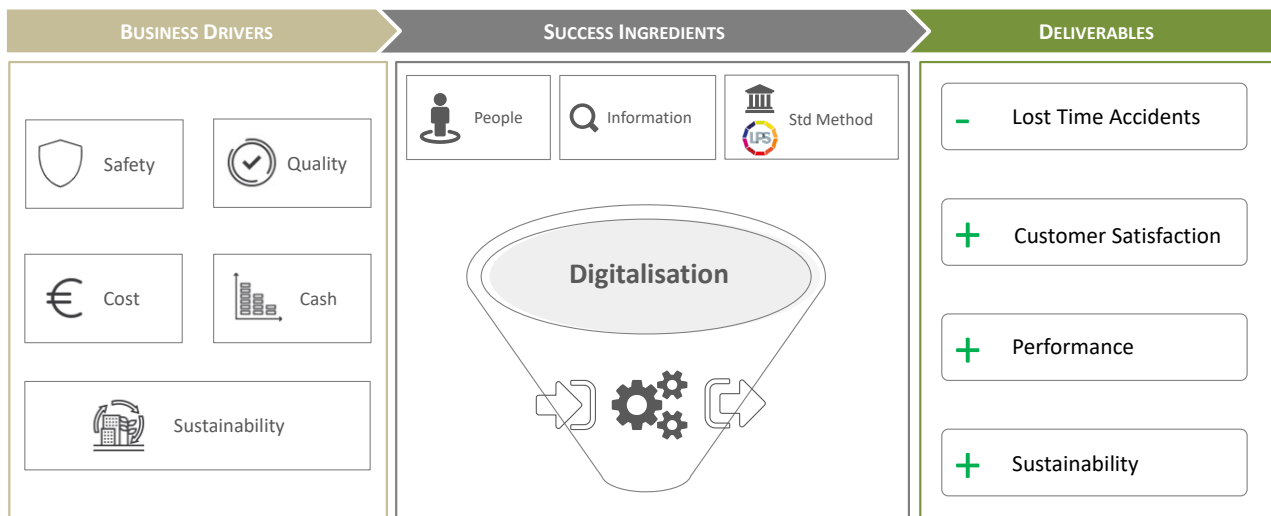 BUSINESS DRIVERS
SUCCESS INGREDIENTS
DELIVERABLES
Safety
Quality
Cost
Cash
Sustainability
People
Information
Std Method
LPS
Digitalisation
- Lost Time Accidents
+ Customer Satisfaction
+ Performance
+ Sustainability